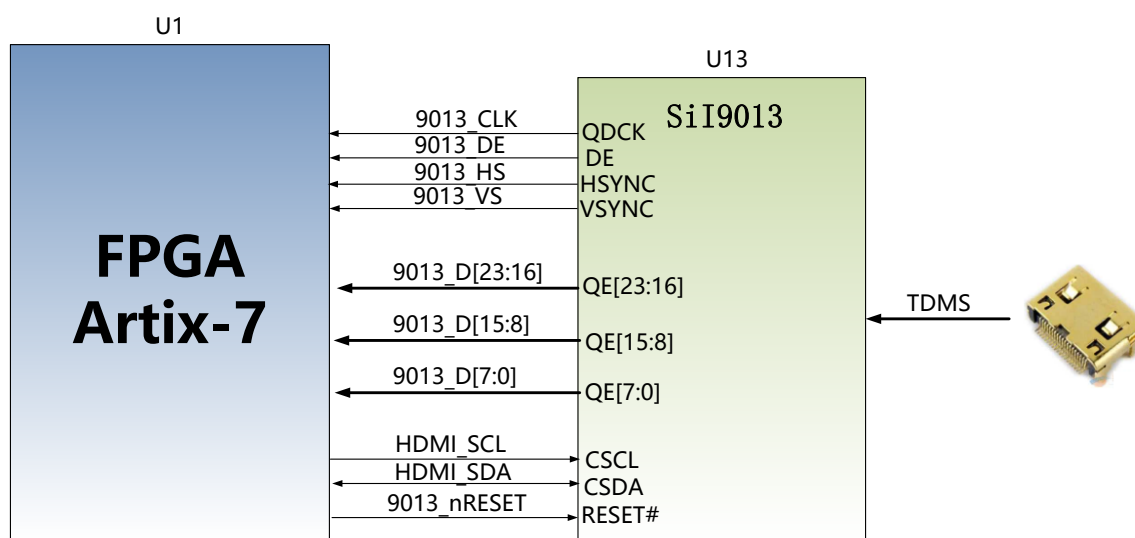 U1
U13
SiI9013
FPGA
Artix-7
9013_CLK
QDCK
9013_DE
DE
9013_HS
HSYNC
9013_VS
VSYNC
9013_D[23:16]
QE[23:16]
TDMS
9013_D[15:8]
QE[15:8]
9013_D[7:0]
QE[7:0]
HDMI_SCL
CSCL
HDMI_SDA
CSDA
9013_nRESET
RESET#